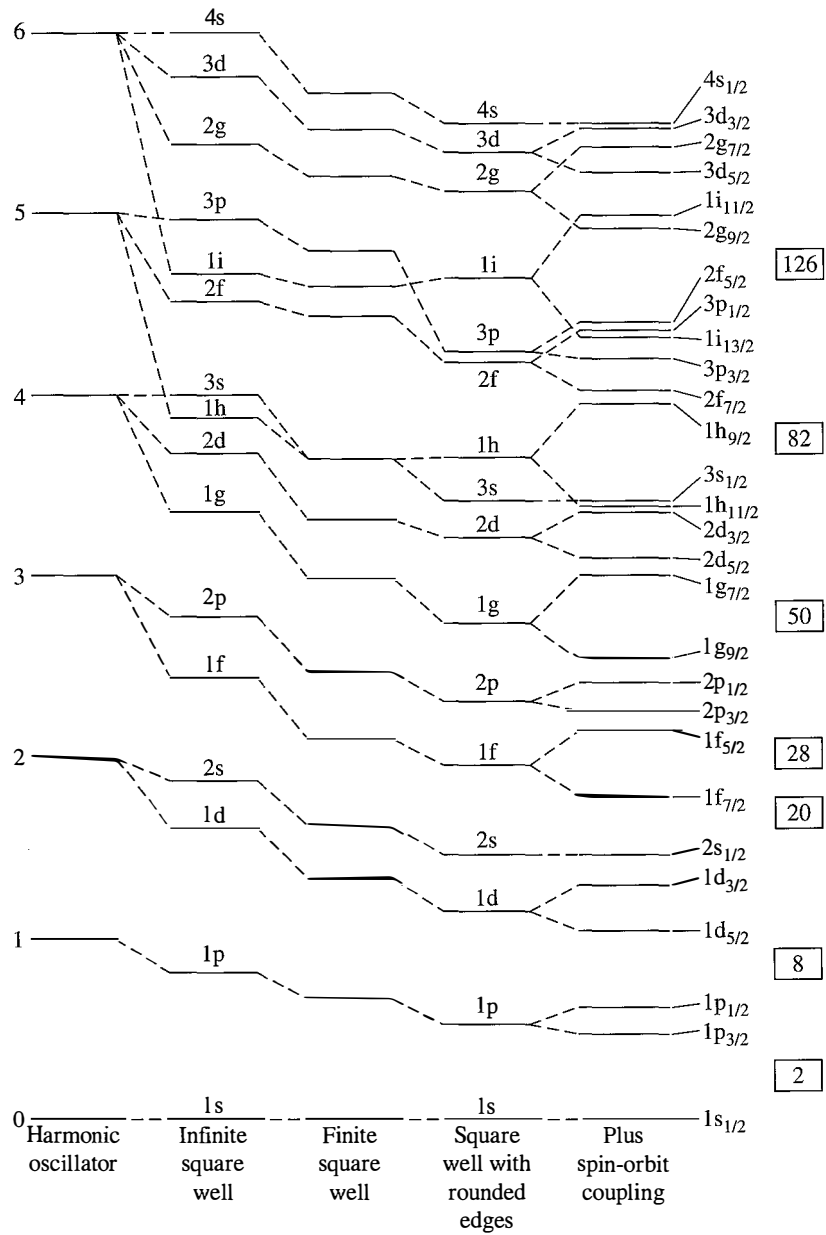 6
4s
3d
4s1/2
4s
3d3/2
2g
3d
2g7/2
2g
3d5/2
3p
1i11/2
5
2g9/2
1i
1i
126
2f
2f5/2
3p1/2
3p
1i13/2
3p3/2
2f
3s
2f7/2
4
1h
1h9/2
82
2d
1h
3s
3s1/2
1g
1h11/2
2d
2d3/2
2d5/2
3
1g7/2
2p
1g
50
1g9/2
1f
2p
2p1/2
2p3/2
2
1f
1f5/2
28
2s
1f7/2
20
1d
2s
2s1/2
1d3/2
1d
1d5/2
1
1p
8
1p
1p1/2
1p3/2
2
1s
1s
0
1s1/2
Harmonic
oscillator
Infinite
square
well
Finite
square
well
Square
well with
rounded
edges
Plus
spin-orbit
coupling